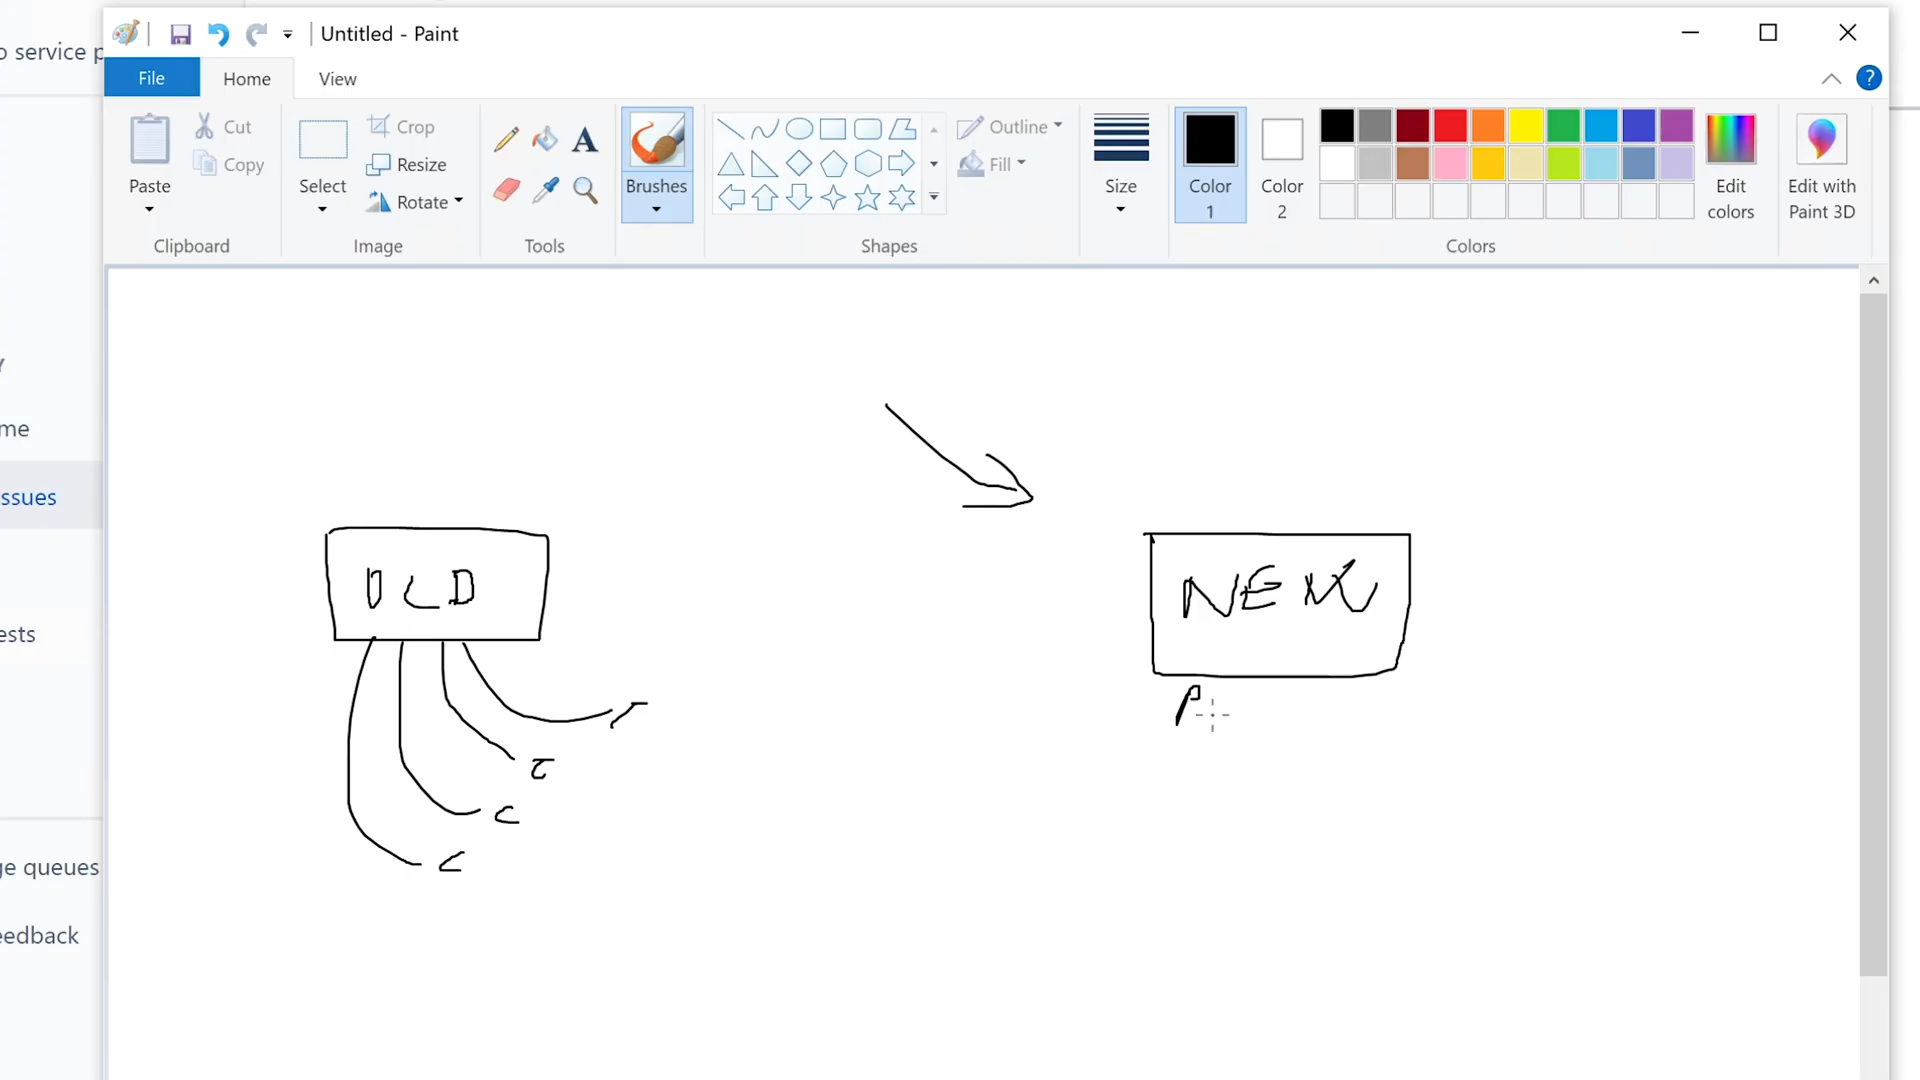 o service p
Untitled - Paint
File Home View
Paste
Cut
Copy
Clipboard
Select
Crop
Resize
Rotate
Image
A
Tools
Brushes
Shapes
Outline
Fill
Size
Color
1
Color
2
Edit
colors
Edit with
Paint 3D
Colors
?
Y
me
ssues
ests
ge queues
eedback
OLD
NEW
C
C